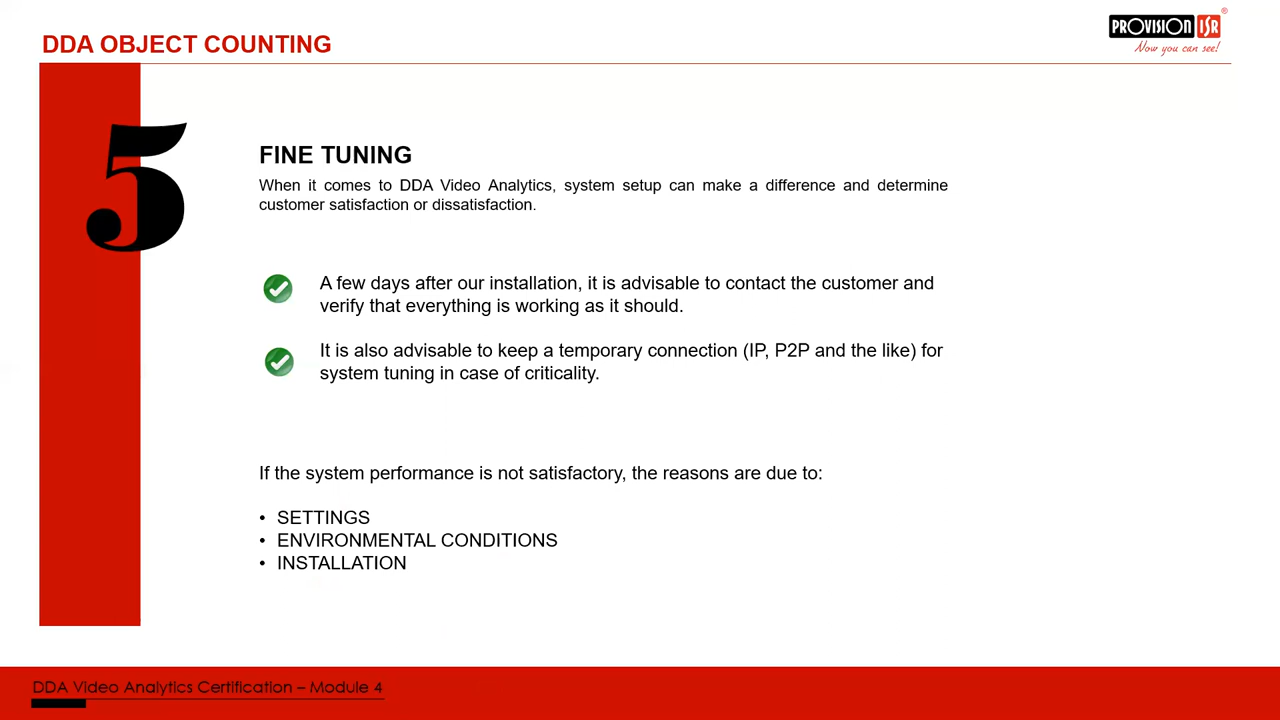 DDA OBJECT COUNTING
PROVISION ISR ®
Now you can see!
5
FINE TUNING
When it comes to DDA Video Analytics, system setup can make a difference and determine
customer satisfaction or dissatisfaction.
A few days after our installation, it is advisable to contact the customer and
verify that everything is working as it should.
It is also advisable to keep a temporary connection (IP, P2P and the like) for
system tuning in case of criticality.
If the system performance is not satisfactory, the reasons are due to:
• SETTINGS
• ENVIRONMENTAL CONDITIONS
• INSTALLATION
DDA Video Analytics Certification – Module 4